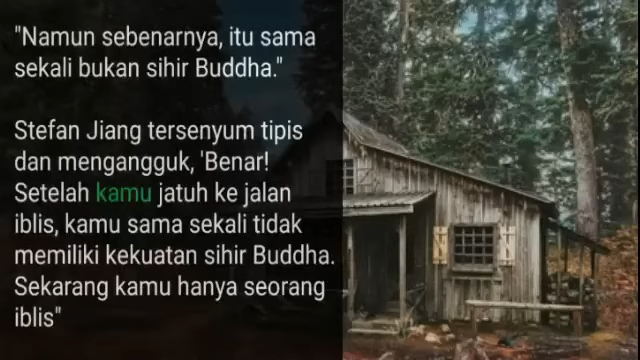 "Namun sebenarnya, itu sama
sekali bukan sihir Buddha."
Stefan Jiang tersenyum tipis
dan mengangguk, 'Benar!
Setelah kamu jatuh ke jalan
iblis, kamu sama sekali tidak
memiliki kekuatan sihir Buddha.
Sekarang kamu hanya seorang
iblis"